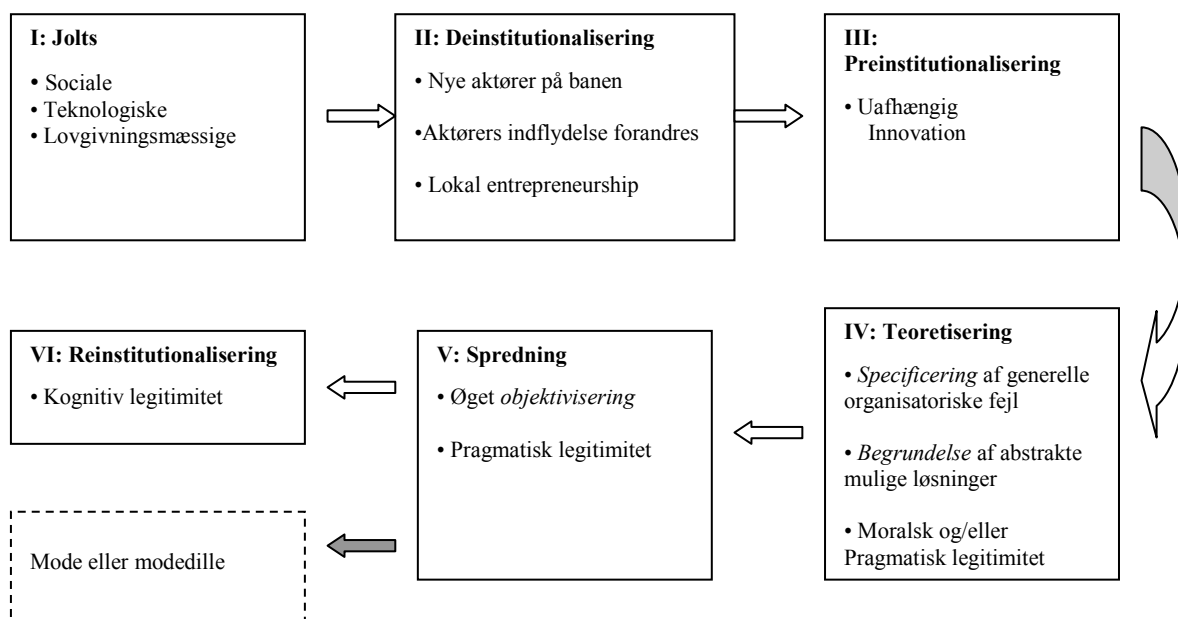 I: Jolts
• Sociale
• Teknologiske
• Lovgivningsmæssige
II: Deinstitutionalisering
• Nye aktører på banen
•Aktørers indflydelse forandres
• Lokal entrepreneurship
III:
Preinstitutionalisering
• Uafhængig
Innovation
IV: Teoretisering
• Specificering af generelle
organisatoriske fejl
• Begrundelse af abstrakte
mulige løsninger
• Moralsk og/eller
Pragmatisk legitimitet
V: Spredning
• Øget objektivisering
• Pragmatisk legitimitet
VI: Reinstitutionalisering
• Kognitiv legitimitet
Mode eller modedille